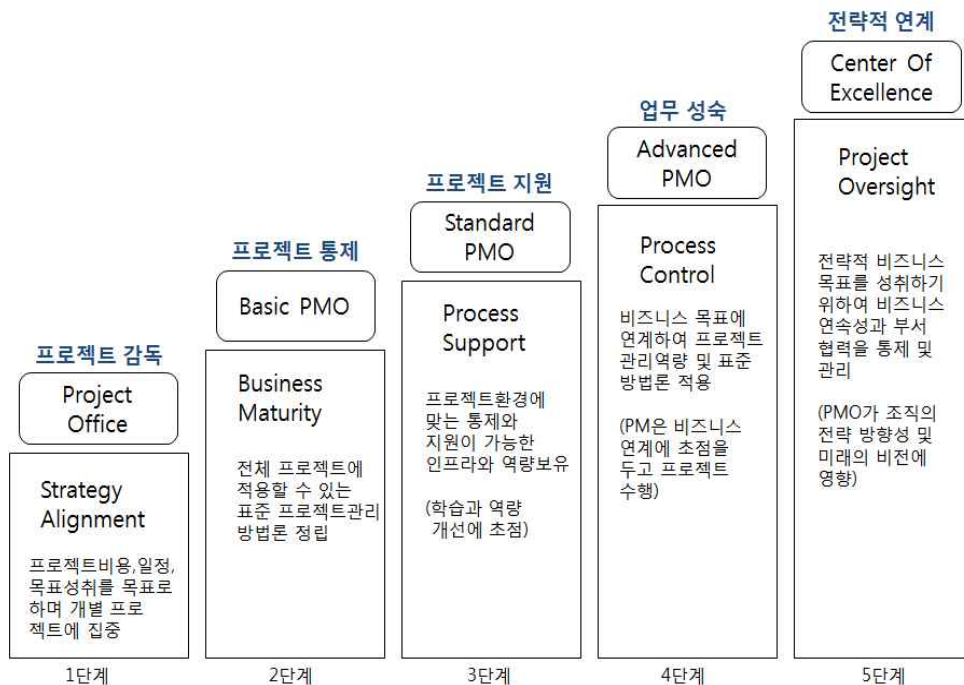 프로젝트 감독
Project
Office
Strategy
Alignment
프로젝트비용,일정,
목표성취를 목표로
하며 개별 프로
젝트에 집중
1단계
프로젝트 통제
Basic PMO
Business
Maturity
전체 프로젝트에
적용할 수 있는
표준 프로젝트관리
방법론 정립
2단계
프로젝트 지원
Standard
PMO
Process
Support
프로젝트환경에
맞는 통제와
지원이 가능한
인프라와 역량보유
(학습과 역량
개선에 초점)
3단계
업무 성숙
Advanced
PMO
Process
Control
비즈니스 목표에
연계하여 프로젝트
관리역량 및 표준
방법론 적용
(PM은 비즈니스
연계에 초점을
두고 프로젝트
수행)
4단계
전략적 연계
Center Of
Excellence
Project
Oversight
전략적 비즈니스
목표를 성취하기
위하여 비즈니스
연속성과 부서
협력을 통제 및
관리
(PMO가 조직의
전략 방향성 및
미래의 비전에
영향)
5단계